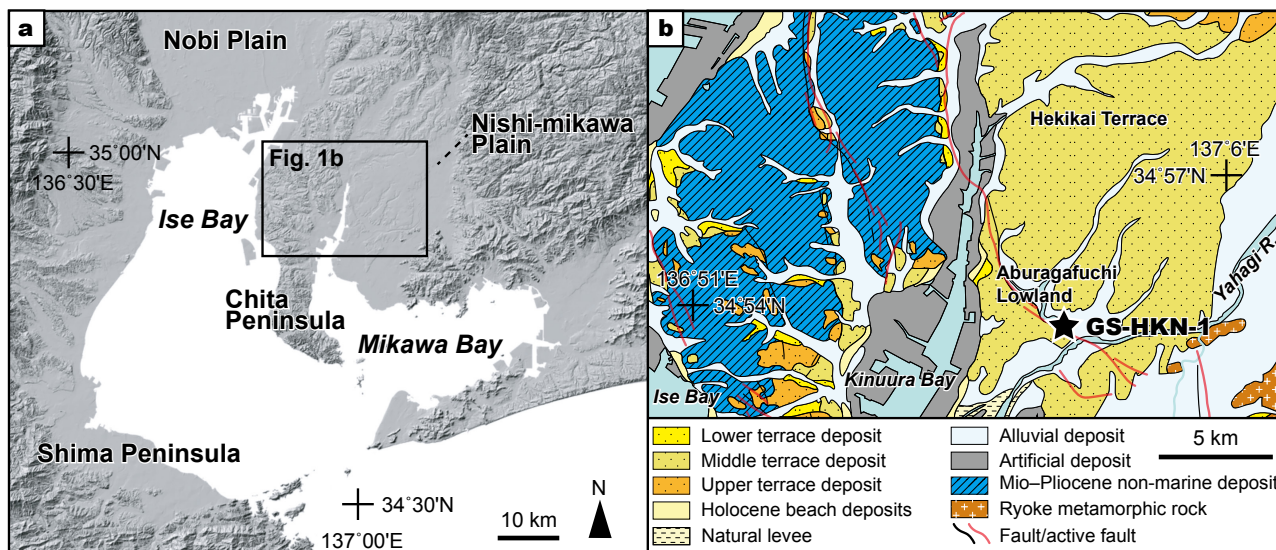 a
Nobi Plain
Nishi-mikawa
Plain
35°00'N
136°30'E
Fig. 1b
Ise Bay
Chita
Peninsula
Mikawa Bay
Shima Peninsula
34°30'N
137°00'E
10 km
N
b
Hekikai Terrace
137°6'E
34°57'N
Aburagafuchi
Lowland
Yahagi R.
136°51'E
34°54'N
GS-HKN-1
Kinuura Bay
Ise Bay
Lower terrace deposit
Middle terrace deposit
Upper terrace deposit
Holocene beach deposits
Natural levee
Alluvial deposit
5 km
Artificial deposit
Mio–Pliocene non-marine deposit
Ryoke metamorphic rock
Fault/active fault